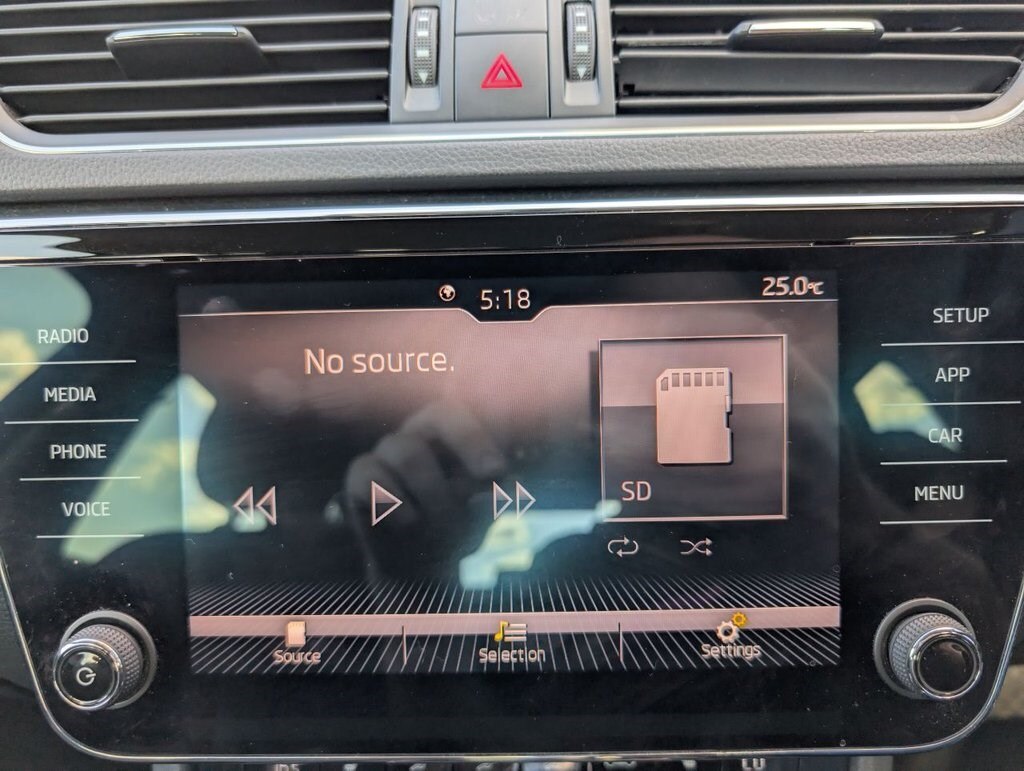 5:18
25.0°C
RADIO
MEDIA
PHONE
VOICE
No source.
SD
SETUP
APP
CAR
MENU
Source
Selection
Settings